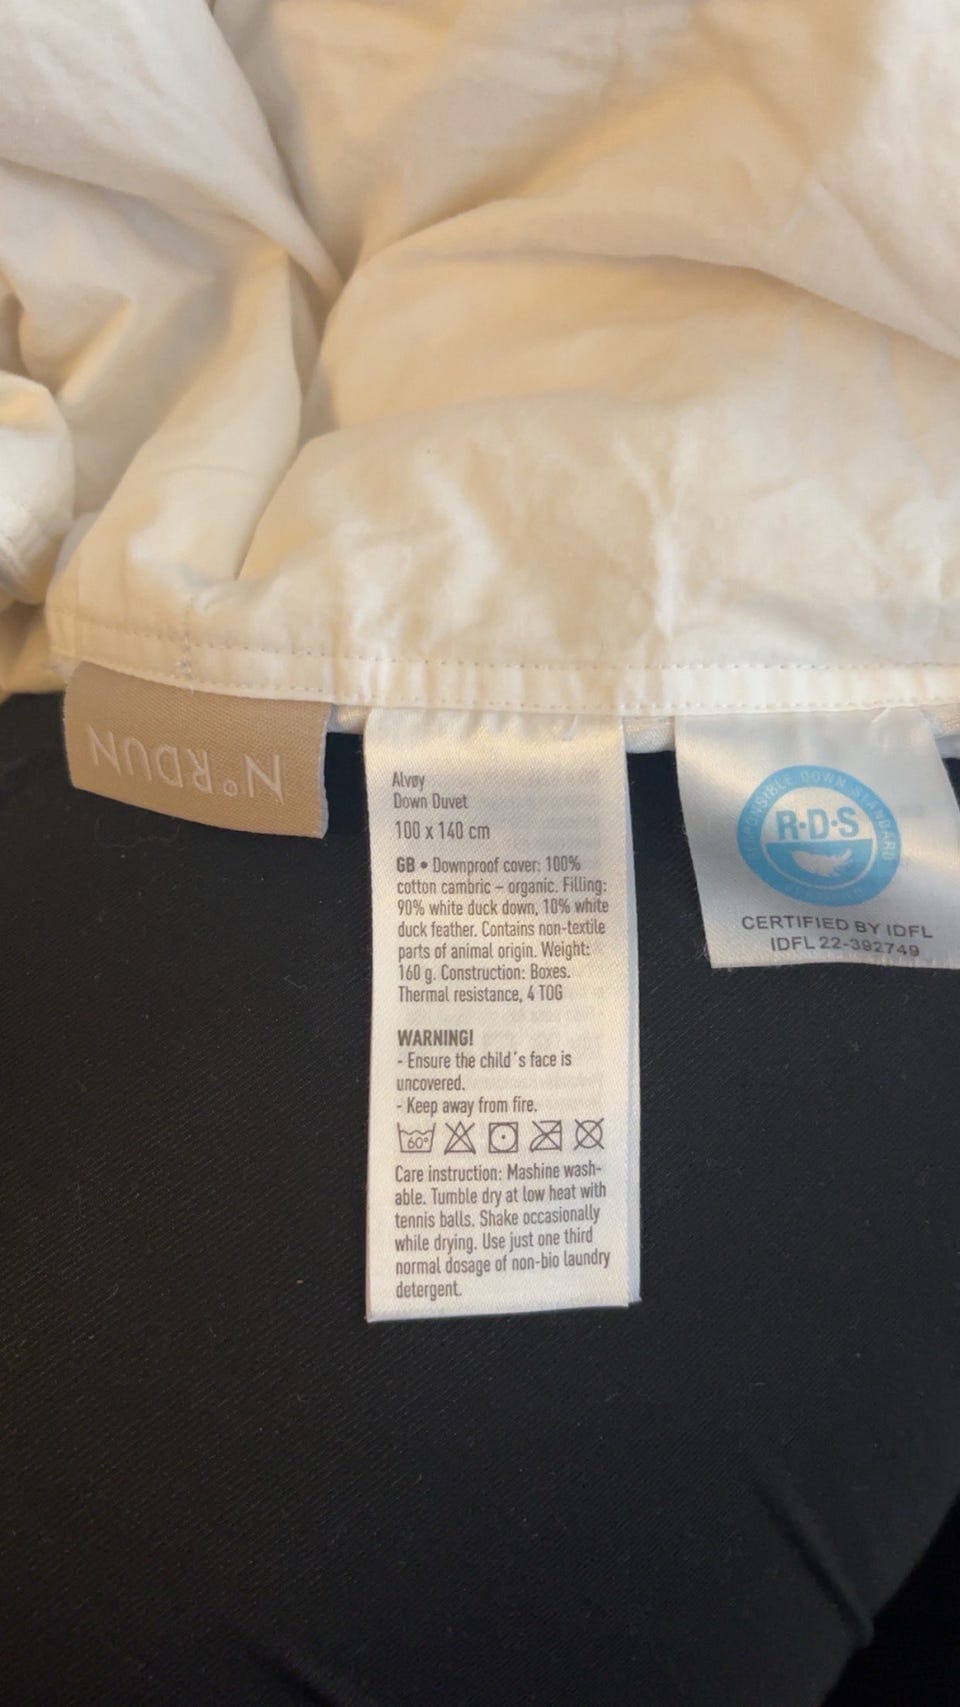 N°RDUN
Alvøy
Down Duvet
100 x 140 cm
GB • Downproof cover: 100%
cotton cambric – organic. Filling:
90% white duck down, 10% white
duck feather. Contains non-textile
parts of animal origin. Weight:
160 g. Construction: Boxes.
Thermal resistance, 4 TOG
WARNING!
- Ensure the child´s face is
uncovered.
- Keep away from fire.
60°
Care instruction: Mashine wash-
able. Tumble dry at low heat with
tennis balls. Shake occasionally
while drying. Use just one third
normal dosage of non-bio laundry
detergent.
RESPONSIBLE DOWN STANDARD
R·D·S
CERTIFIED BY IDFL
IDFL 22-392749